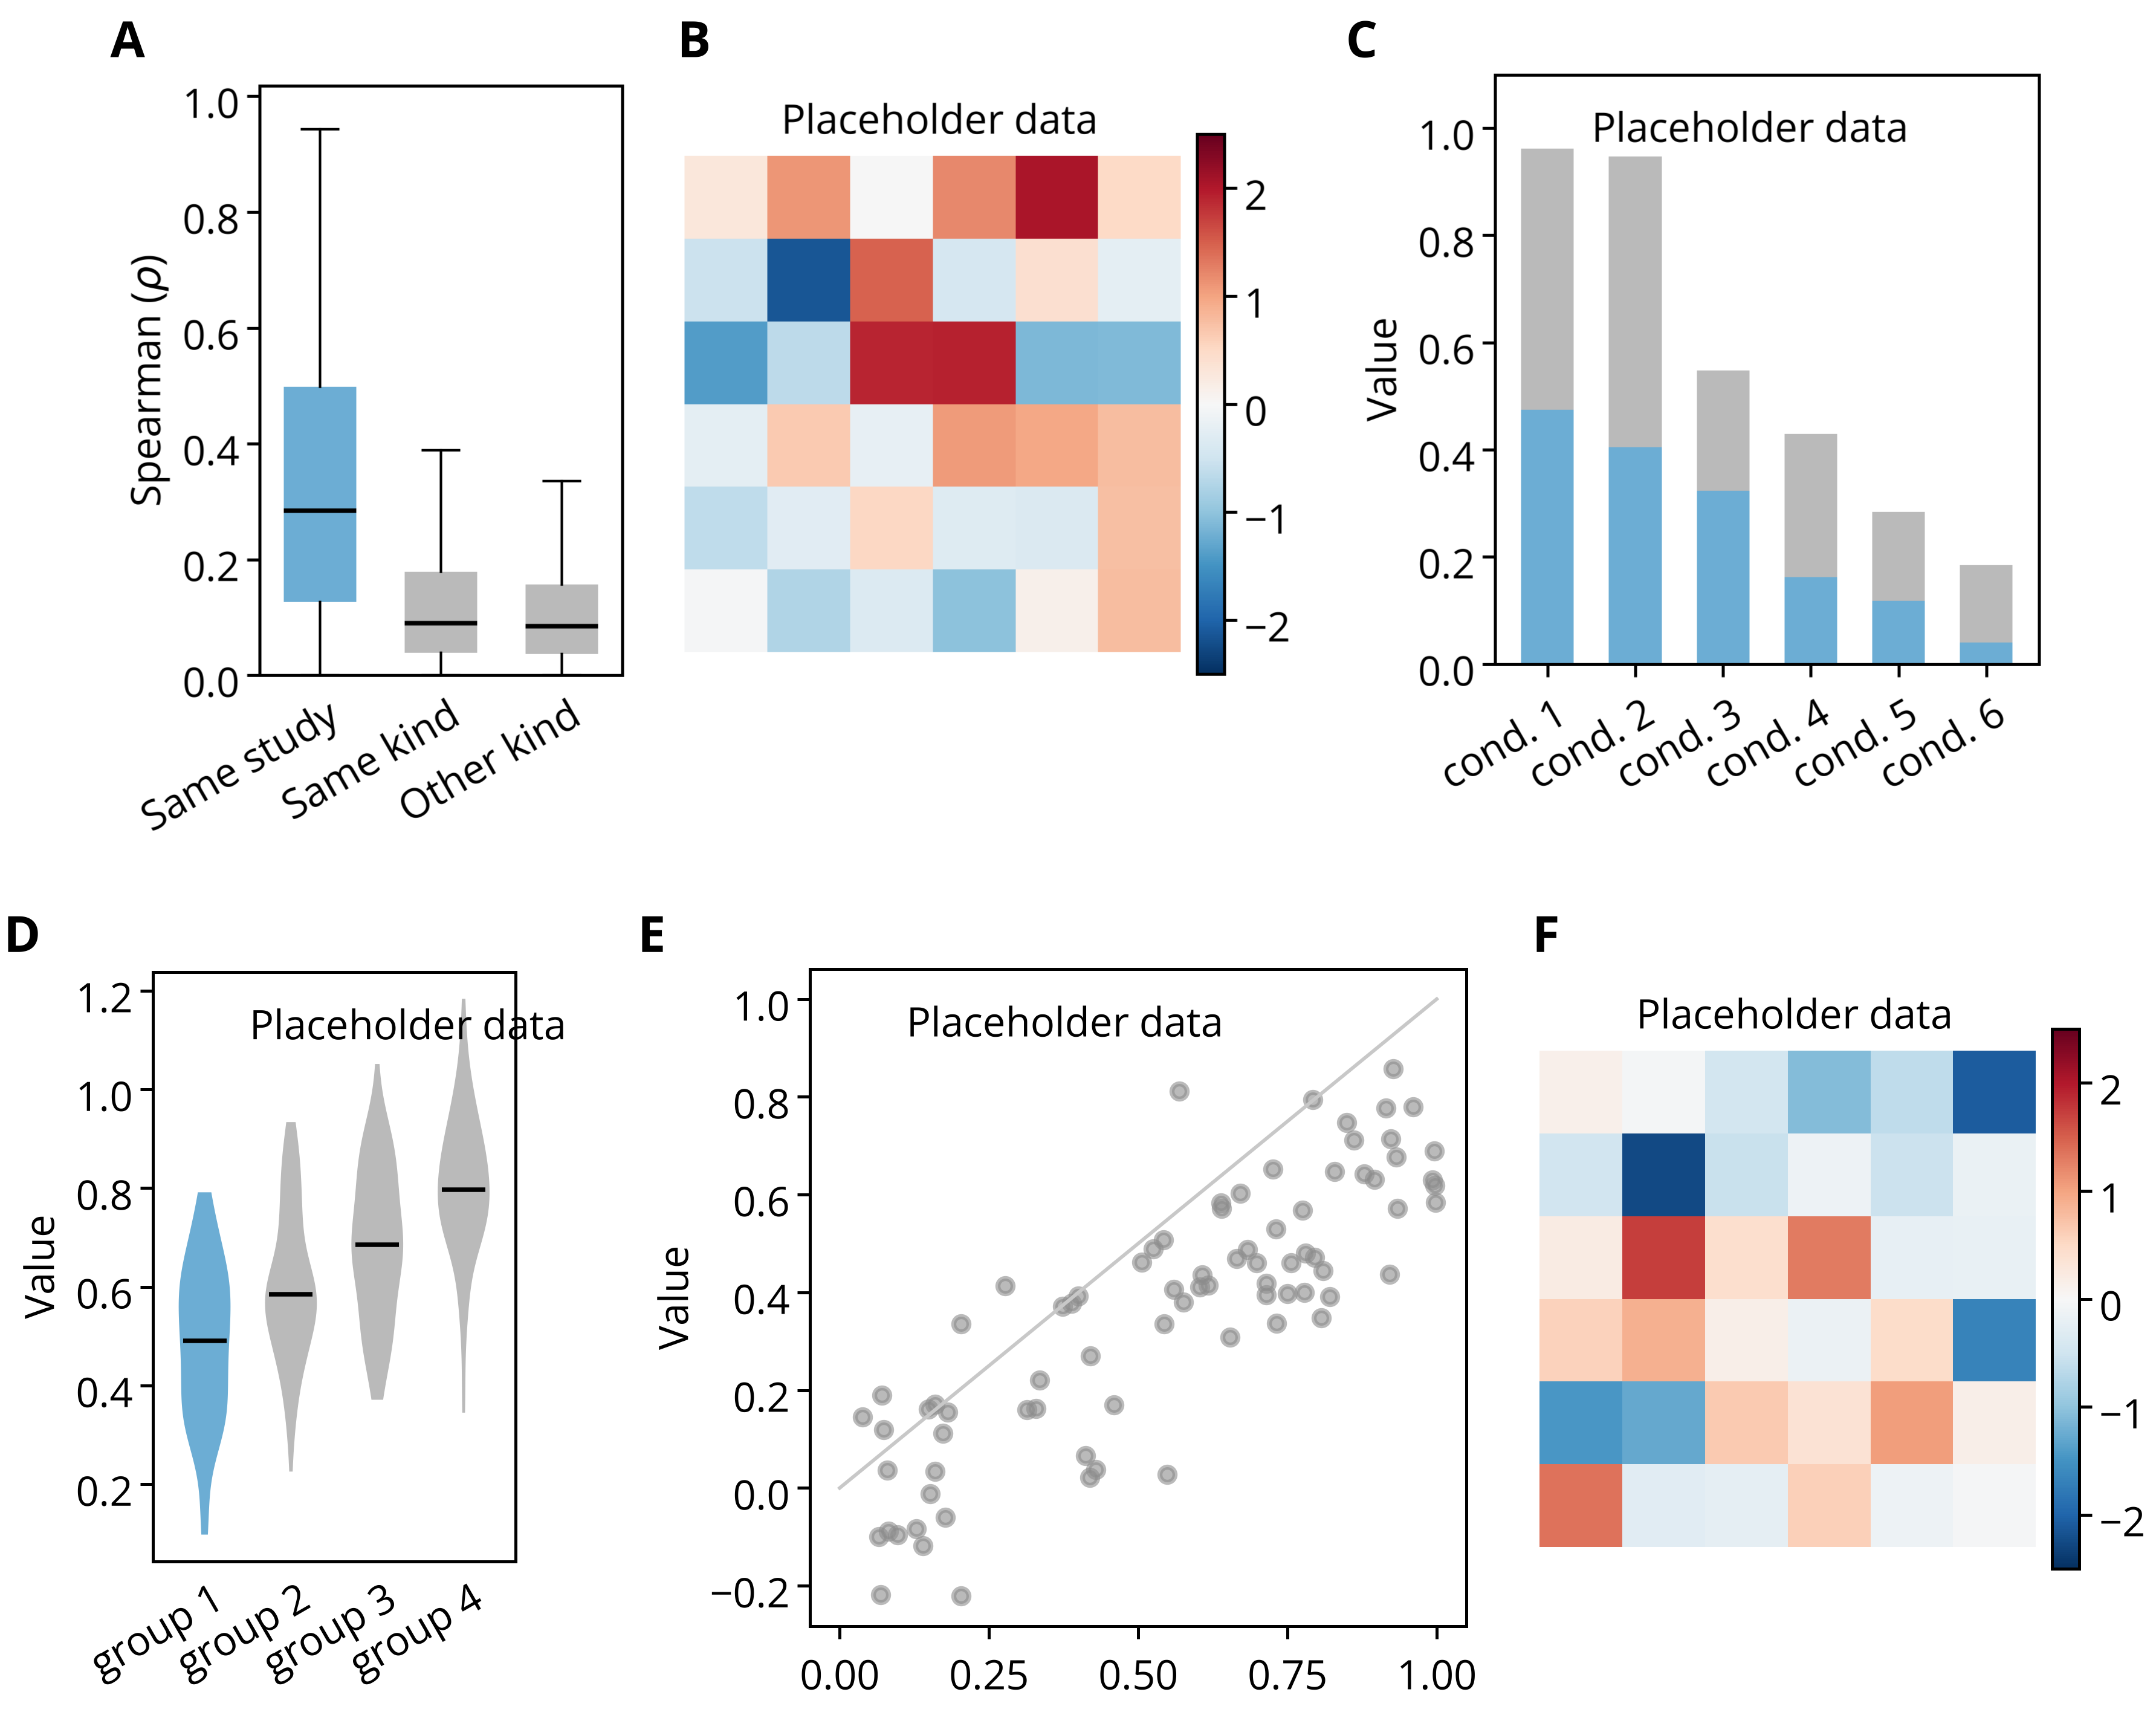 A
1.0
0.8
0.6
0.4
0.2
0.0
Spearman (ρ)
Same study
Same kind
Other kind
B
Placeholder data
2
1
0
−1
−2
C
Placeholder data
1.0
0.8
0.6
0.4
0.2
0.0
Value
cond. 1
cond. 2
cond. 3
cond. 4
cond. 5
cond. 6
D
Placeholder data
1.2
1.0
0.8
0.6
0.4
0.2
Value
group 1
group 2
group 3
group 4
E
Placeholder data
1.0
0.8
0.6
0.4
0.2
0.0
−0.2
Value
0.00 0.25 0.50 0.75 1.00
F
Placeholder data
2
1
0
−1
−2